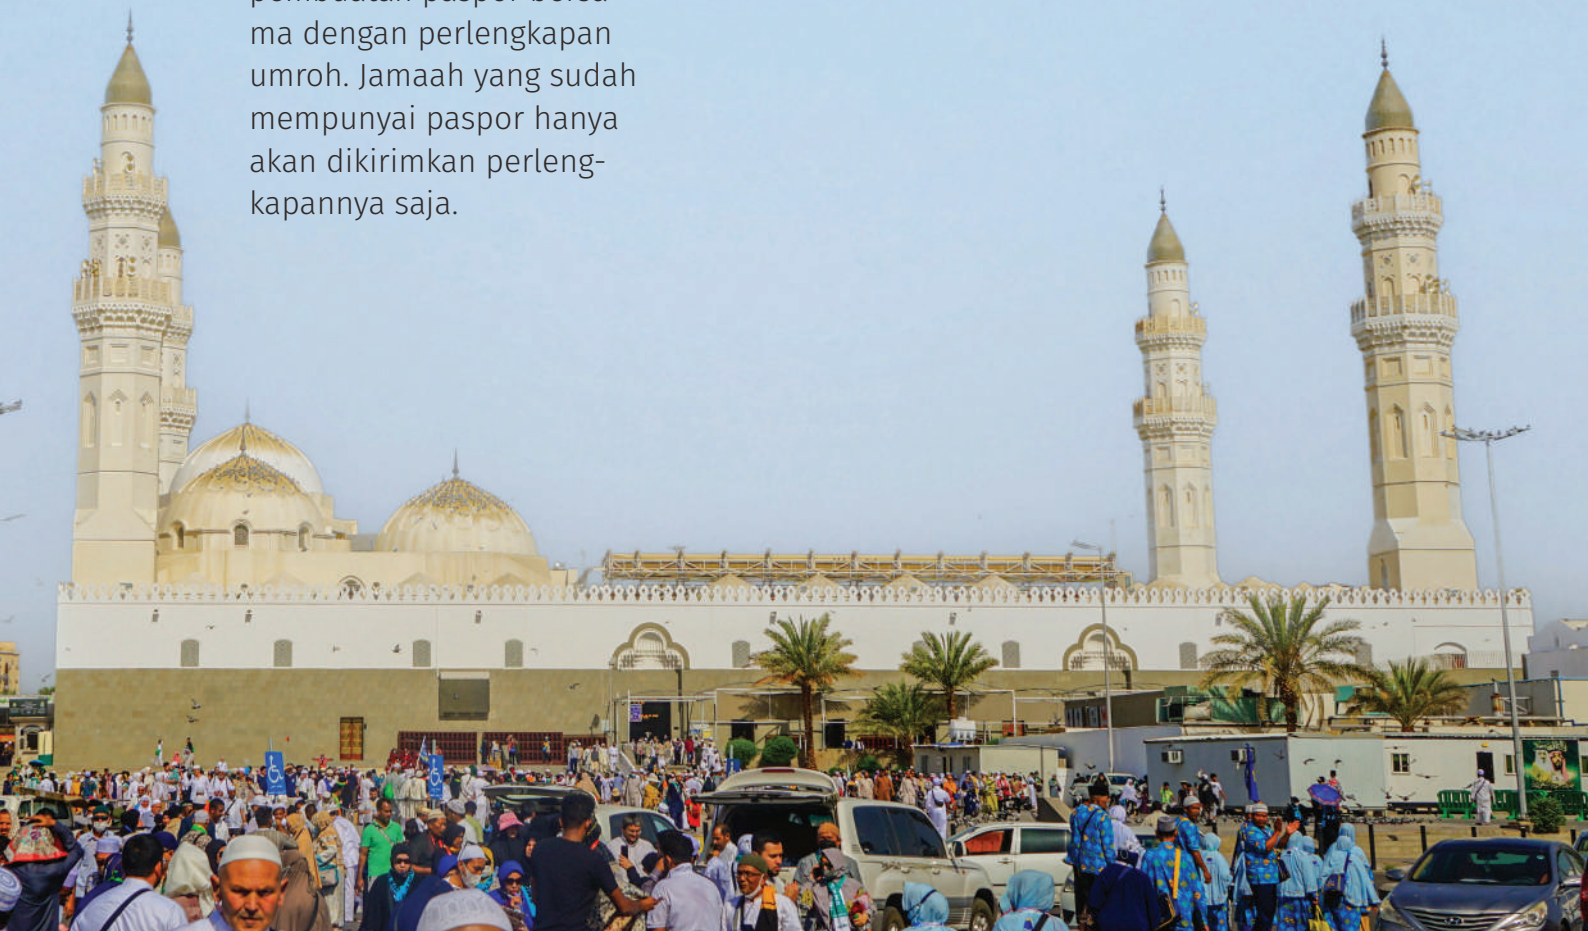 ma dengan perlengkapan
umroh. Jamaah yang sudah
mempunyai paspor hanya
akan dikirimkan perleng-
kapannya saja.